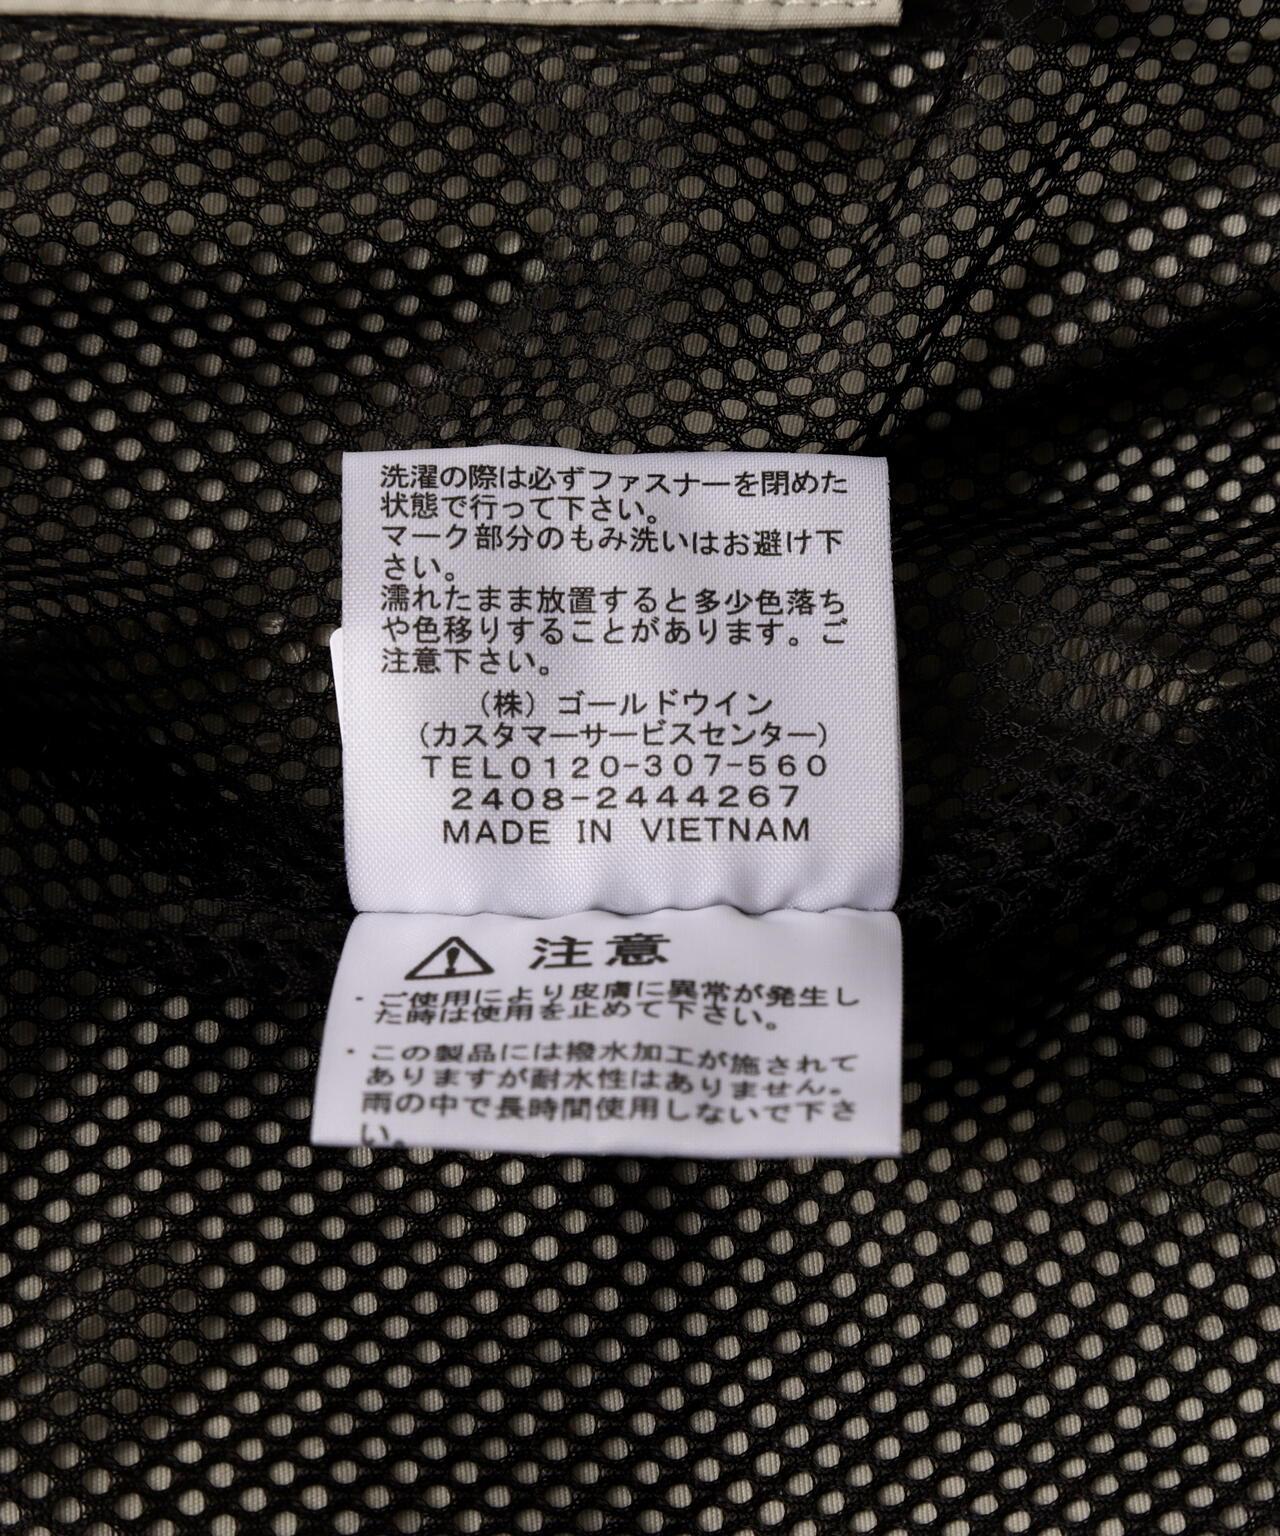 洗濯の際は必ずファスナーを閉めた
状態で行って下さい。
マーク部分のもみ洗いはお避け下
さい。
濡れたまま放置すると多少色落ち
や色移りすることがあります。ご
注意下さい。
（株）ゴールドウイン
(カスタマーサービスセンター)
TEL0120-307-560
2408-2444267
MADE IN VIETNAM
注意
・ご使用により皮膚に異常が発生し
た時は使用を止めて下さい。
・この製品には撥水加工が施されて
ありますが耐水性はありません。
雨の中で長時間使用しないで下さ
い。